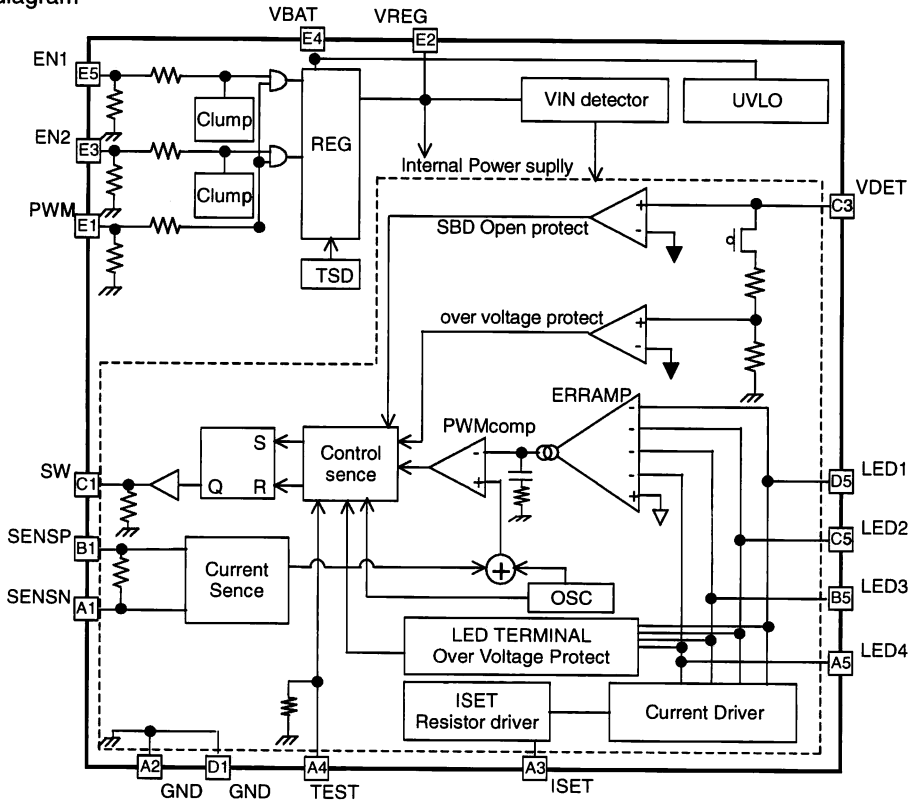 diagram
VBAT
VREG
E4
E2
EN1
E5
Clump
EN2
E3
Clump
PWM
E1
REG
TSD
VIN detector
UVLO
Internal Power suplly
VDET
C3
+
-
SBD Open protect
over voltage protect
+
-
ERRAMP
-
-
-
-
+
PWMcomp
-
+
Control
sence
S
Q
R
SW
C1
SENSP
B1
SENSN
A1
Current
Sence
+
OSC
LED1
D5
LED2
C5
LED3
B5
LED4
A5
LED TERMINAL
Over Voltage Protect
ISET
Resistor driver
Current Driver
A2
D1
A4
A3
GND
GND
TEST
ISET